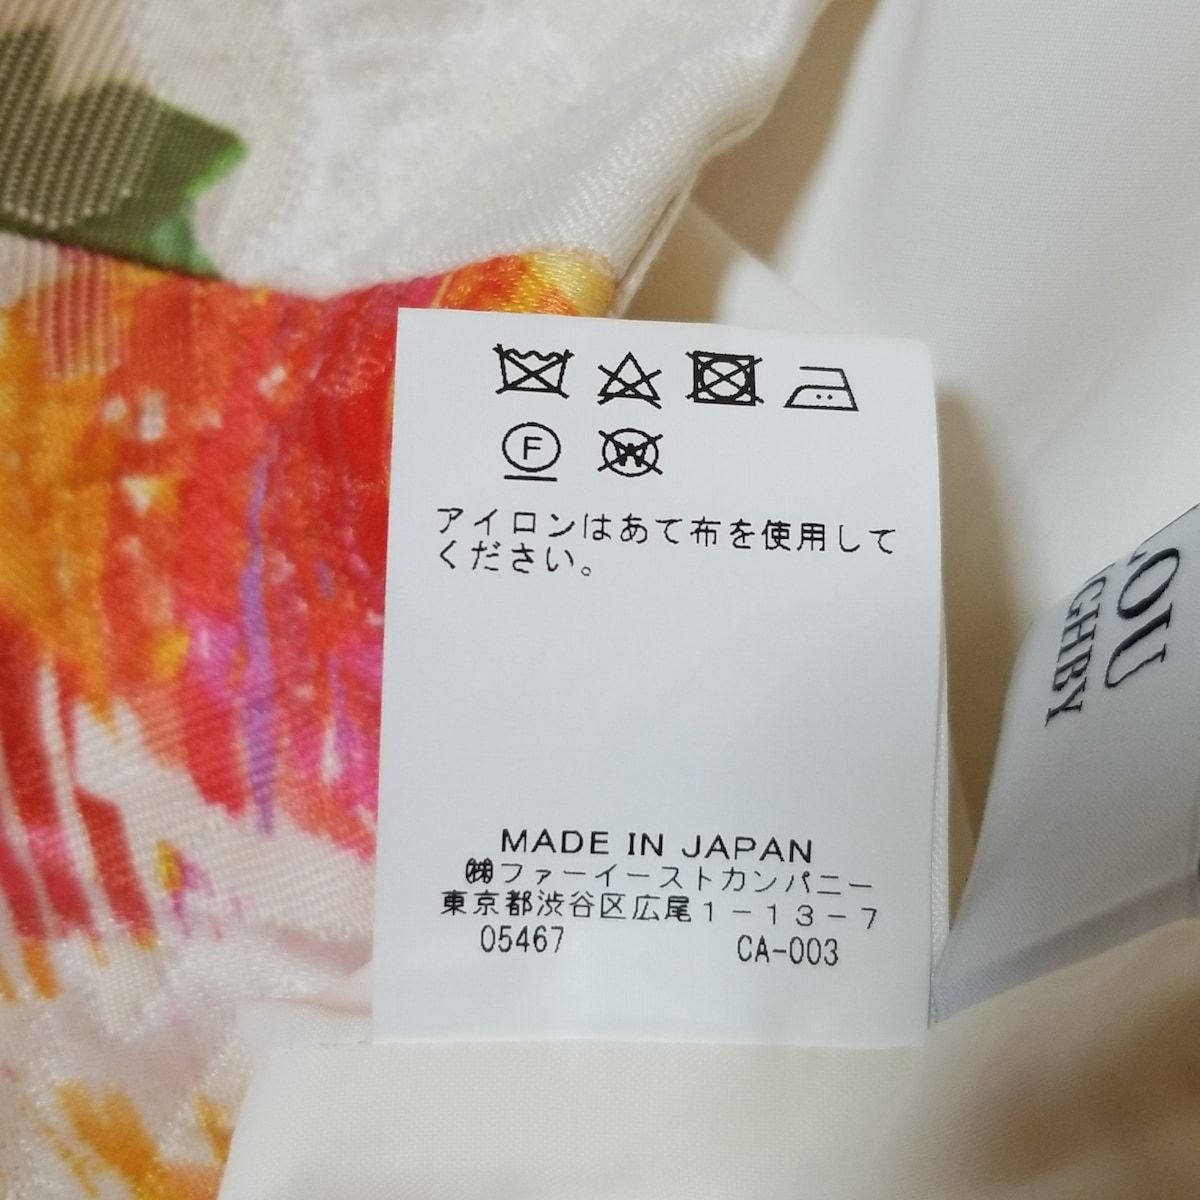 F
W
アイロンはあて布を使用して
ください。
MADE IN JAPAN
㈱ファーイーストカンパニー
東京都渋谷区広尾1-13-7
05467 CA-003